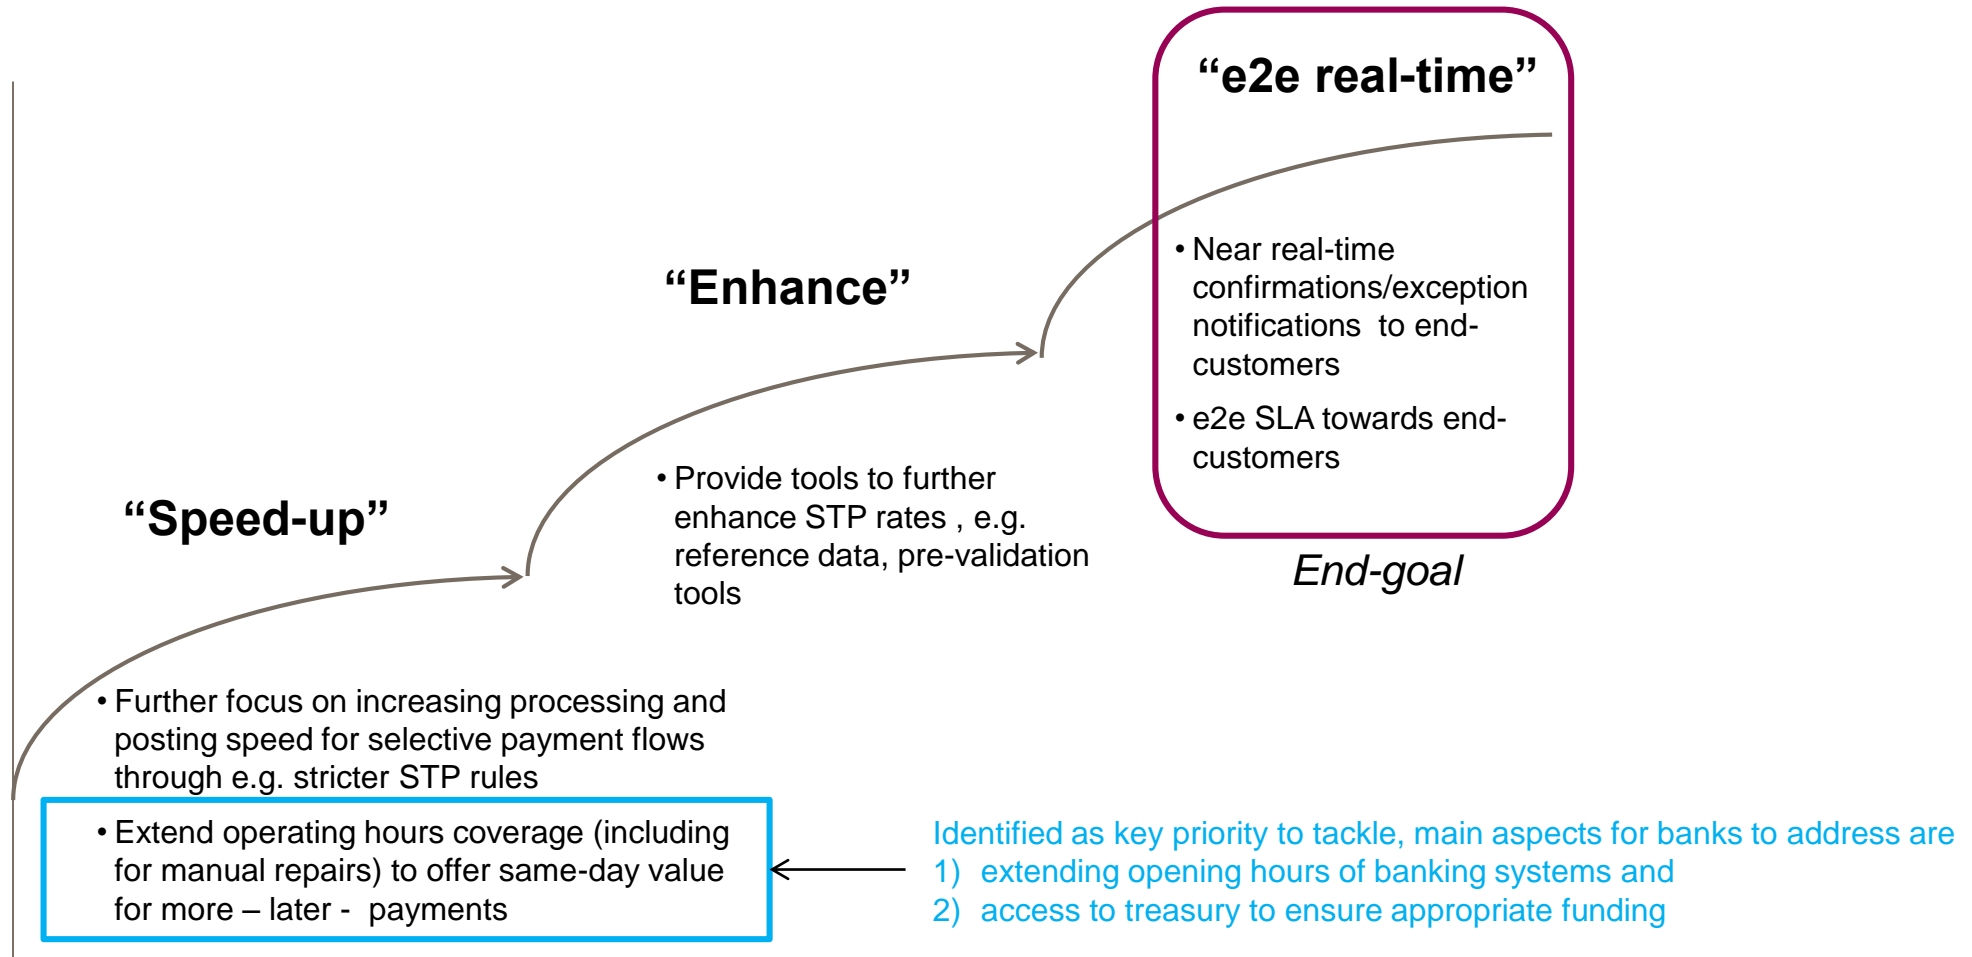 “e2e real-time”
• Near real-time
confirmations/exception
notifications  to end-
customers
• e2e SLA towards end-
customers
End-goal
“Enhance”
• Provide tools to further
enhance STP rates , e.g.
reference data, pre-validation
tools
“Speed-up”
• Further focus on increasing processing and
posting speed for selective payment flows
through e.g. stricter STP rules
• Extend operating hours coverage (including
for manual repairs) to offer same-day value
for more – later -  payments
Identified as key priority to tackle, main aspects for banks to address are
1) extending opening hours of banking systems and
2) access to treasury to ensure appropriate funding